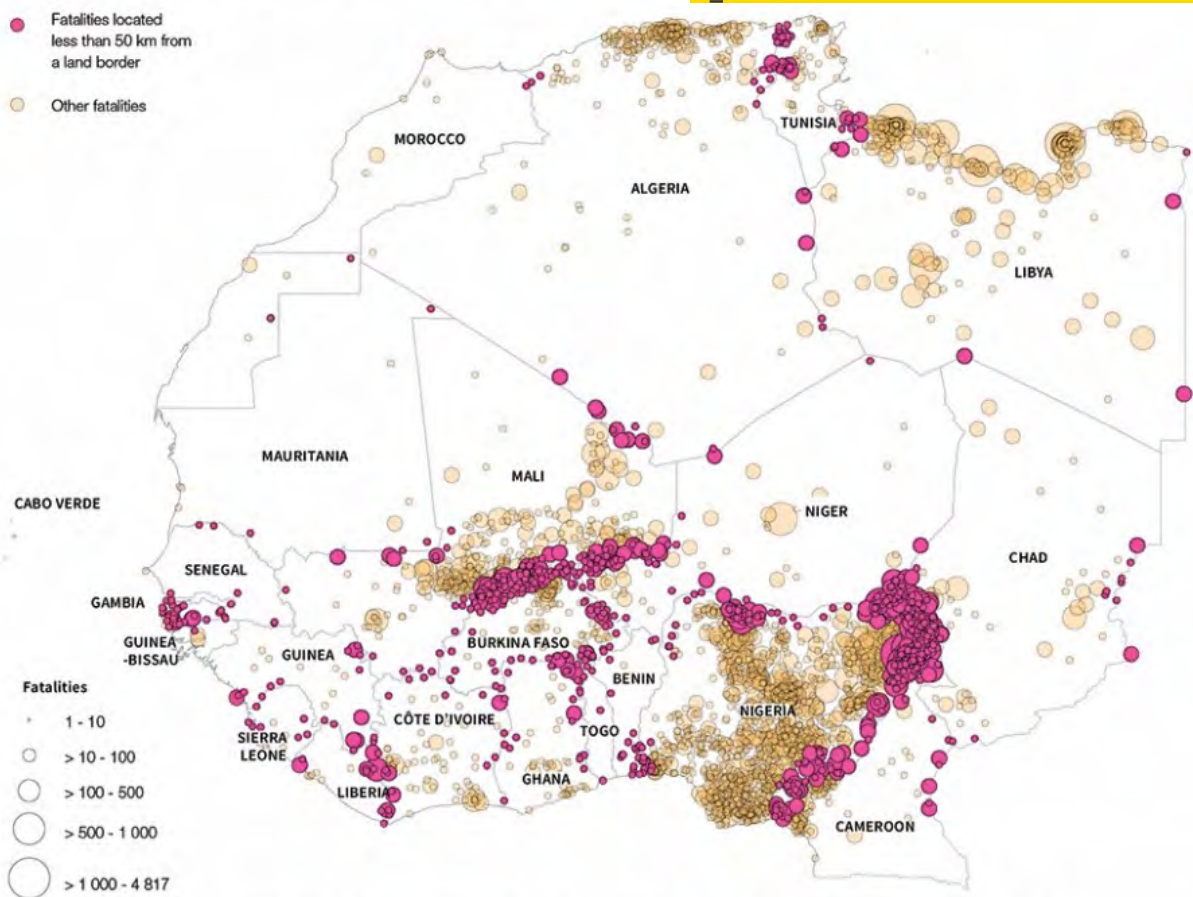 Fatalities located
less than 50 km from
a land border
Other fatalities
MOROCCO
TUNISIA
ALGERIA
LIBYA
MAURITANIA
MALI
CABO VERDE
NIGER
CHAD
SENEGAL
GAMBIA
GUINEA
-BISSAU
GUINEA
BURKINA FASO
BENIN
NIGERIA
CÔTE D'IVOIRE
TOGO
SIERRA
LEONE
GHANA
LIBERIA
CAMEROON
Fatalities
1 - 10
> 10 - 100
> 100 - 500
> 500 - 1 000
> 1 000 - 4 817